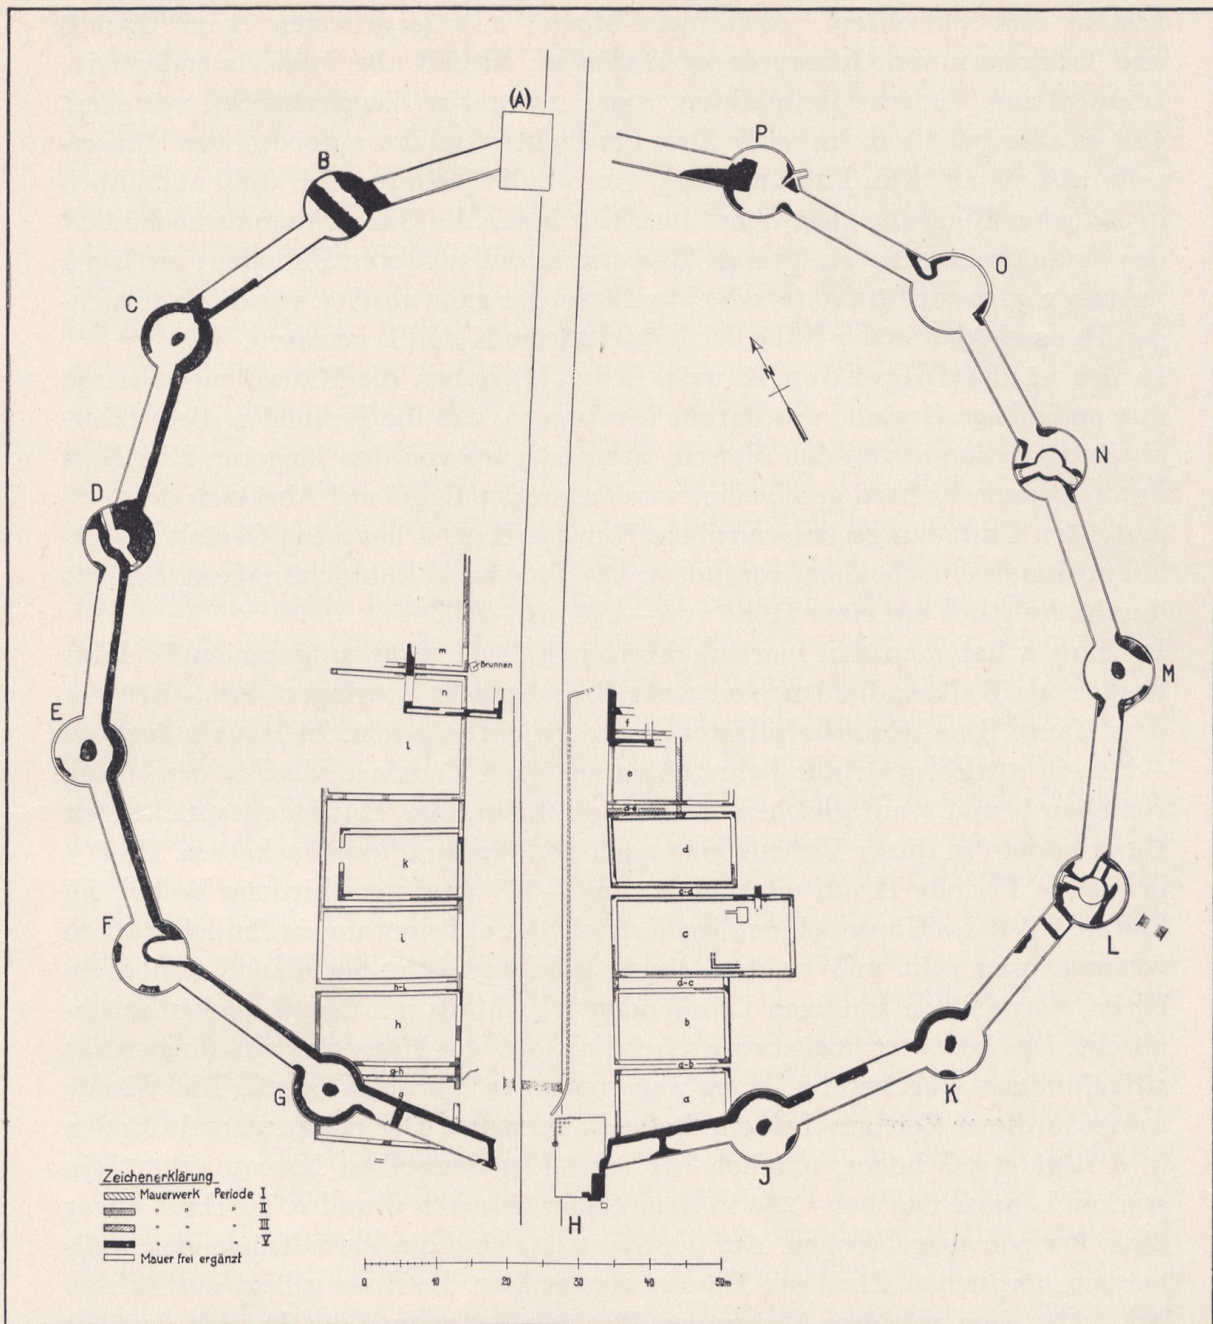 (A)
B
P
C
O
N
N
D
M
m
Brunnen
n
E
l
f
e
d-e
k
d
c-d
F
i
c
L
h-i
d-c
h
b
K
g-h
a-b
G
g
a
J
H
Zeichenerklärung
Mauerwerk Periode I
" " " II
" " " III
" " " V
Mauer frei ergänzt
0 10 20 30 40 50m